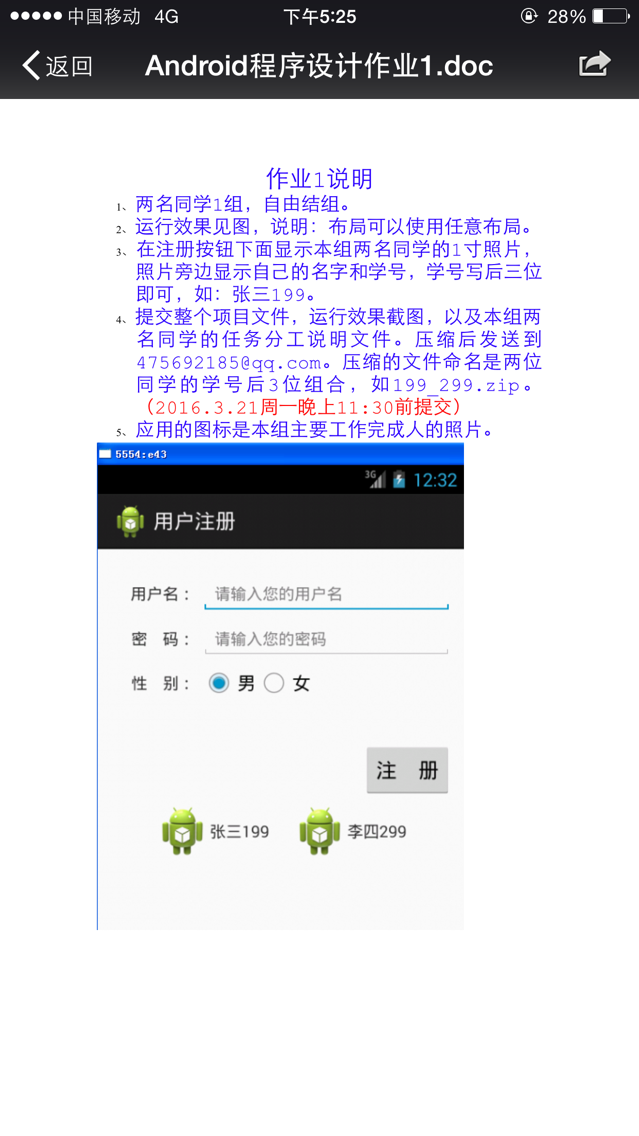 中国移动 4G 下午5:25 28%
返回 Android程序设计作业1.doc
作业1说明
1、两名同学1组，自由结组。
2、运行效果见图，说明：布局可以使用任意布局。
3、在注册按钮下面显示本组两名同学的1寸照片，
照片旁边显示自己的名字和学号，学号写后三位
即可，如：张三199。
4、提交整个项目文件，运行效果截图，以及本组两
名同学的任务分工说明文件。压缩后发送到
475692185@qq.com。压缩的文件命名是两位
同学的学号后3位组合，如199_299.zip。
（2016.3.21周一晚上11:30前提交）
5、应用的图标是本组主要工作完成人的照片。
5554:e43
3G 12:32
用户注册
用户名： 请输入您的用户名
密 码： 请输入您的密码
性 别： 男 女
注 册
张三199 李四299